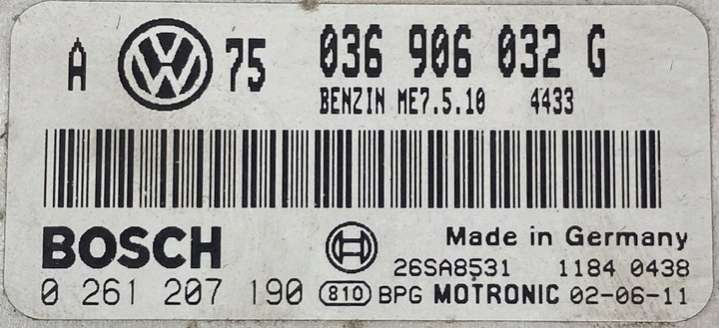 A VW 75 036 906 032 G
BENZIN ME7.5.10 4433
BOSCH Made in Germany
26SA8531 1184 0438
0 261 207 190 810 BPG MOTRONIC 02-06-11